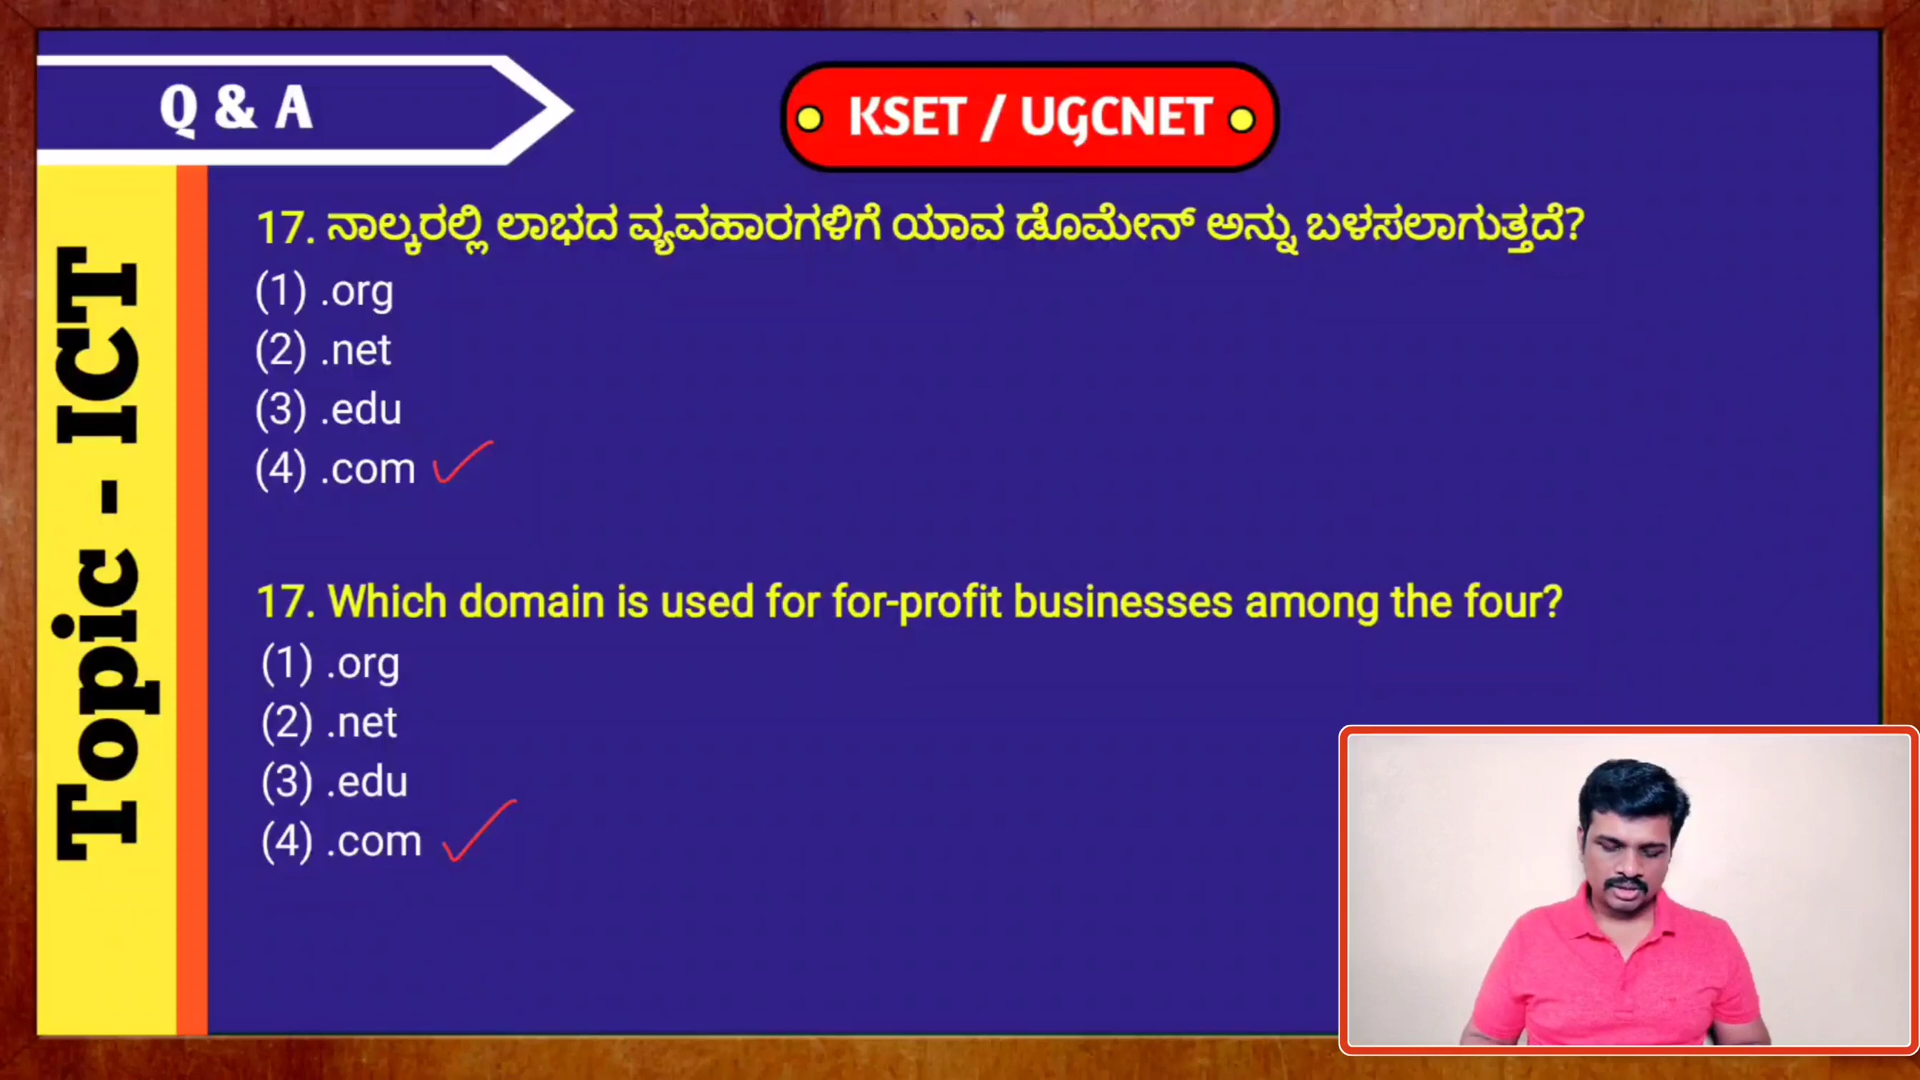 Q & A
KSET / UGCNET
Topic - ICT
17. ನಾಲ್ಕರಲ್ಲಿ ಲಾಭದ ವ್ಯವಹಾರಗಳಿಗೆ ಯಾವ ಡೊಮೇನ್ ಅನ್ನು ಬಳಸಲಾಗುತ್ತದೆ?
(1) .org
(2) .net
(3) .edu
(4) .com
17. Which domain is used for for-profit businesses among the four?
(1) .org
(2) .net
(3) .edu
(4) .com